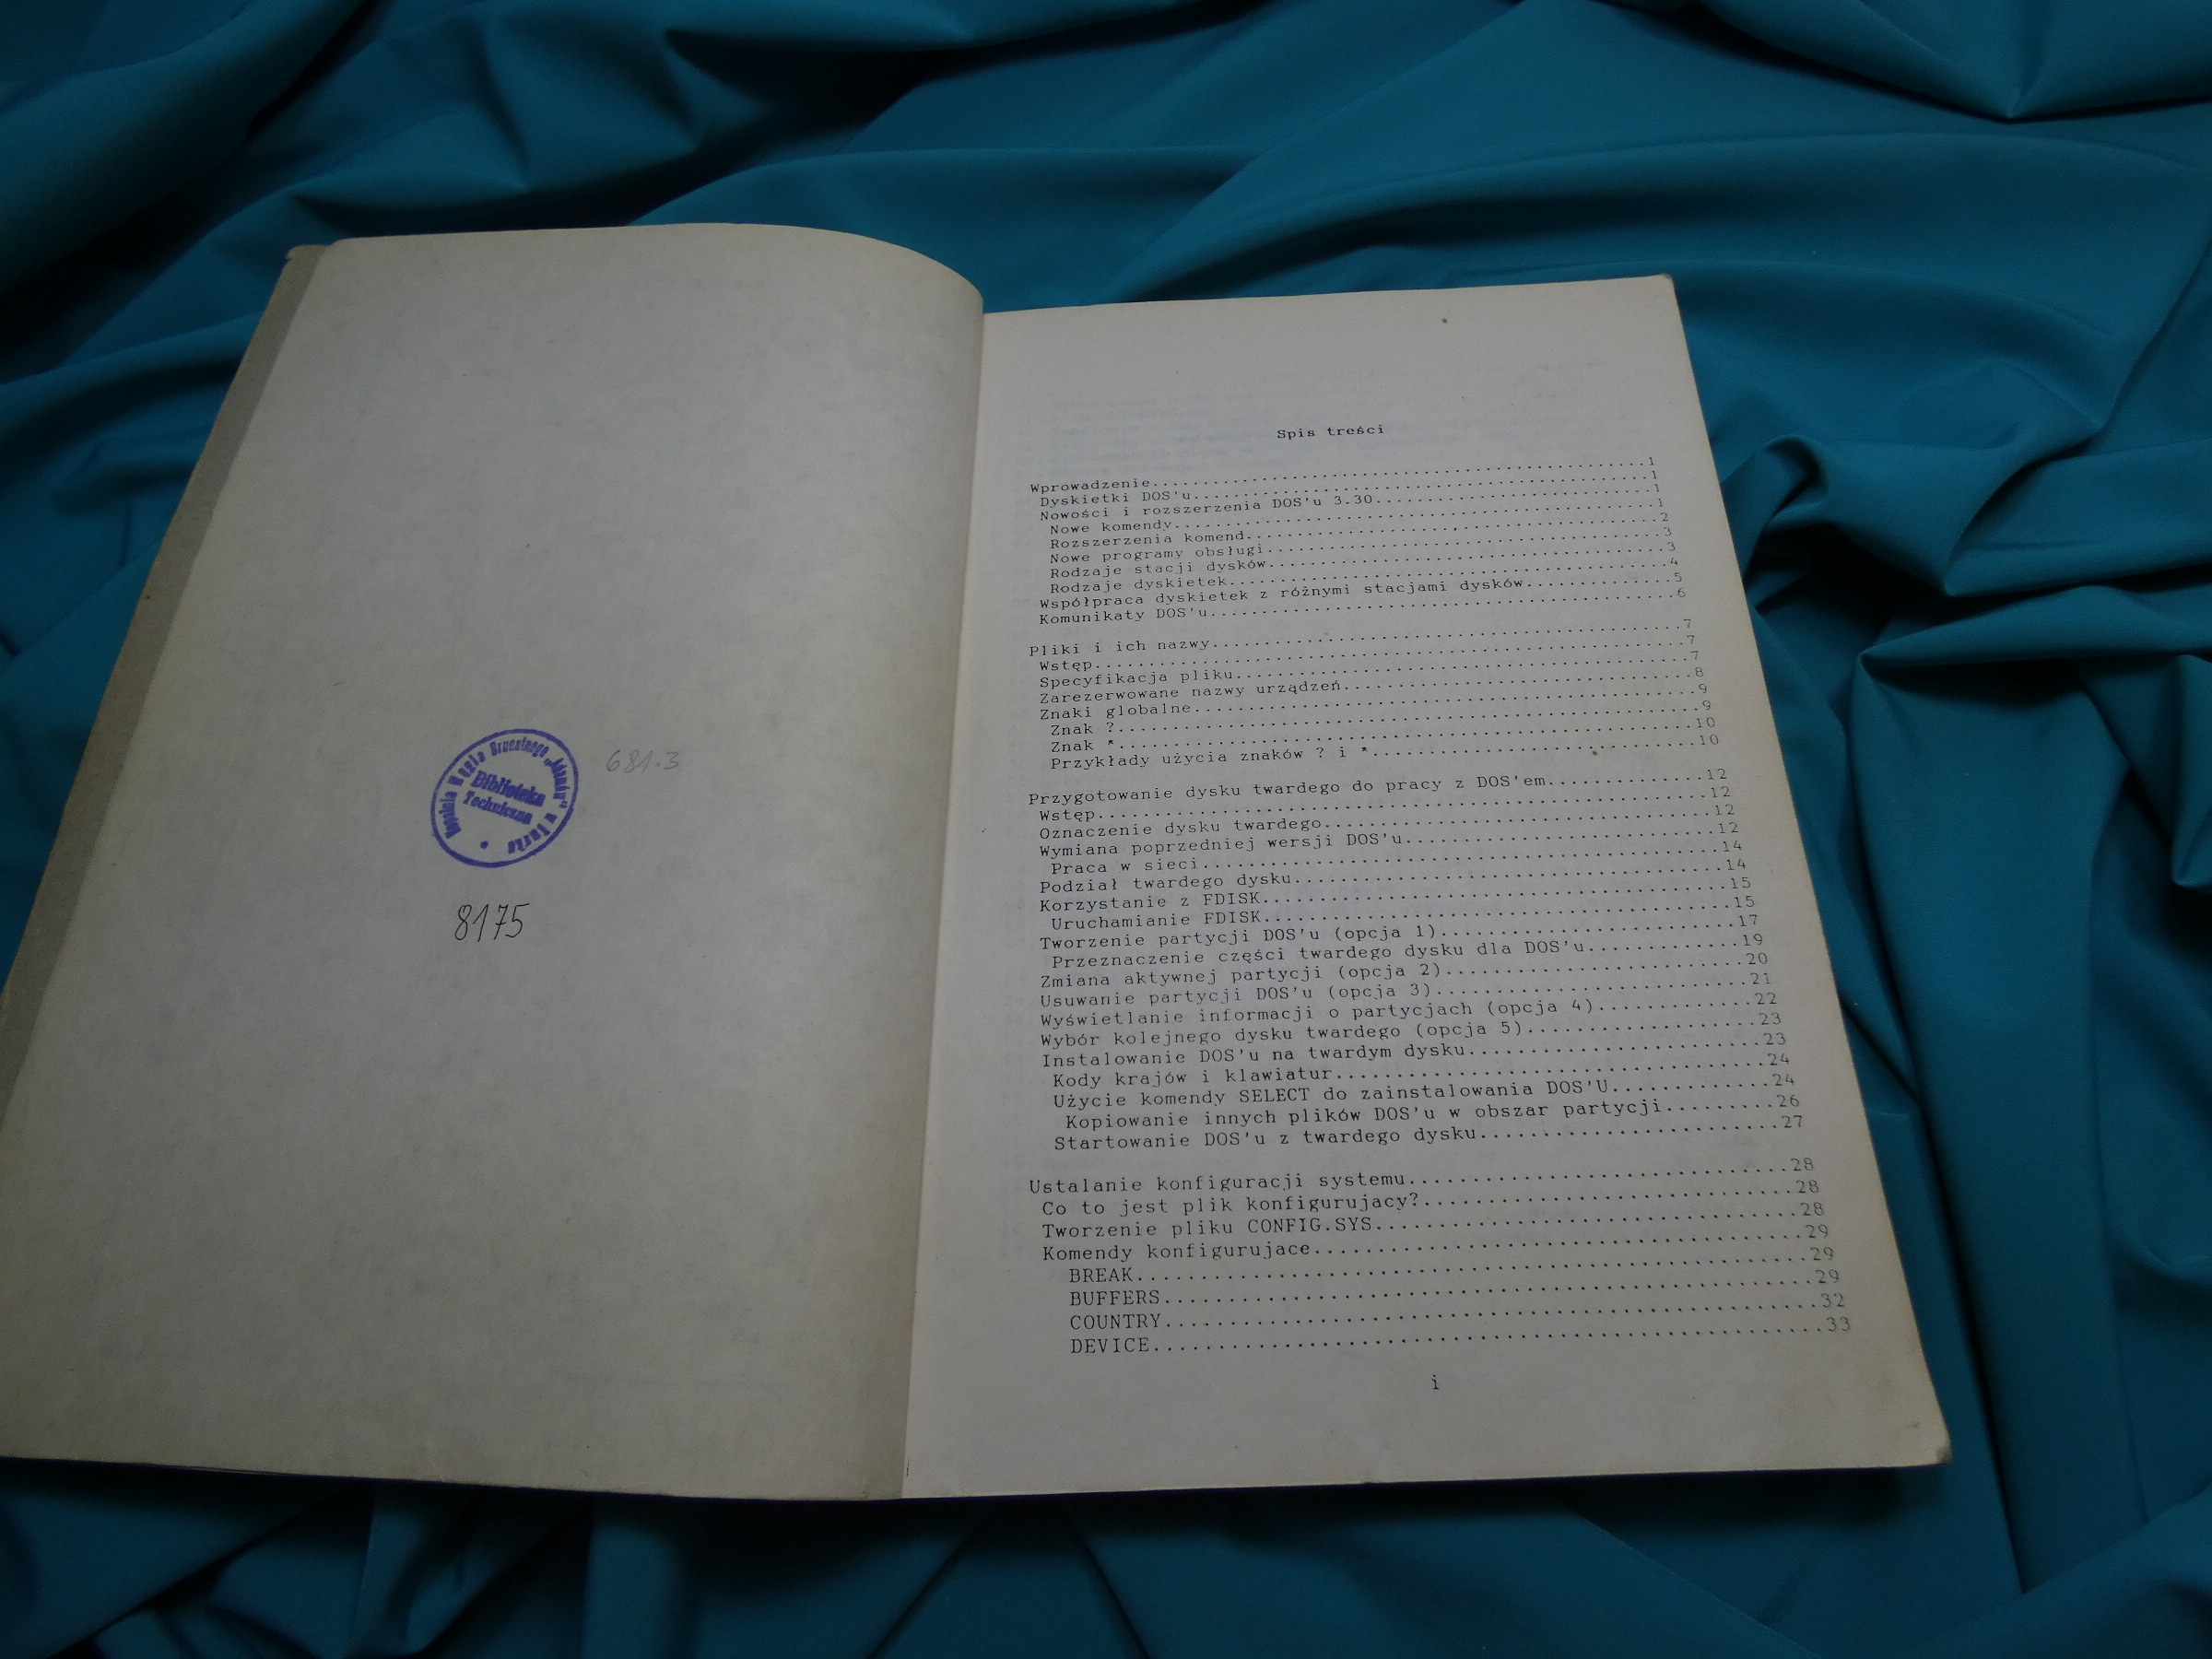 Kopalnia Węgla Brunatnego „Adamów" w Turku
Biblioteka
Techniczna
681.3
8175
Spis treści
Wprowadzenie..........1
Dyskietki DOS'u..........1
Nowości i rozszerzenia DOS'u 3.30..........1
Nowe komendy..........1
Rozszerzenia komend..........2
Nowe programy obsługi..........3
Rodzaje stacji dysków..........3
Rodzaje dyskietek..........4
Współpraca dyskietek z różnymi stacjami dysków..........5
Komunikaty DOS'u..........6
Pliki i ich nazwy..........7
Wstęp..........7
Specyfikacja pliku..........7
Zarezerwowane nazwy urządzeń..........8
Znaki globalne..........9
Znak ?..........9
Znak *..........10
Przykłady użycia znaków ? i *..........10
Przygotowanie dysku twardego do pracy z DOS'em..........12
Wstęp..........12
Oznaczenie dysku twardego..........12
Wymiana poprzedniej wersji DOS'u..........12
Praca w sieci..........14
Podział twardego dysku..........14
Korzystanie z FDISK..........15
Uruchamianie FDISK..........15
Tworzenie partycji DOS'u (opcja 1)..........17
Przeznaczenie części twardego dysku dla DOS'u..........19
Zmiana aktywnej partycji (opcja 2)..........20
Usuwanie partycji DOS'u (opcja 3)..........21
Wyświetlanie informacji o partycjach (opcja 4)..........22
Wybór kolejnego dysku twardego (opcja 5)..........23
Instalowanie DOS'u na twardym dysku..........23
Kody krajów i klawiatur..........24
Użycie komendy SELECT do zainstalowania DOS'U..........24
Kopiowanie innych plików DOS'u w obszar partycji..........26
Startowanie DOS'u z twardego dysku..........27
Ustalanie konfiguracji systemu..........28
Co to jest plik konfigurujacy?..........28
Tworzenie pliku CONFIG.SYS..........28
Komendy konfigurujace..........29
BREAK..........29
BUFFERS..........29
COUNTRY..........32
DEVICE..........33
i